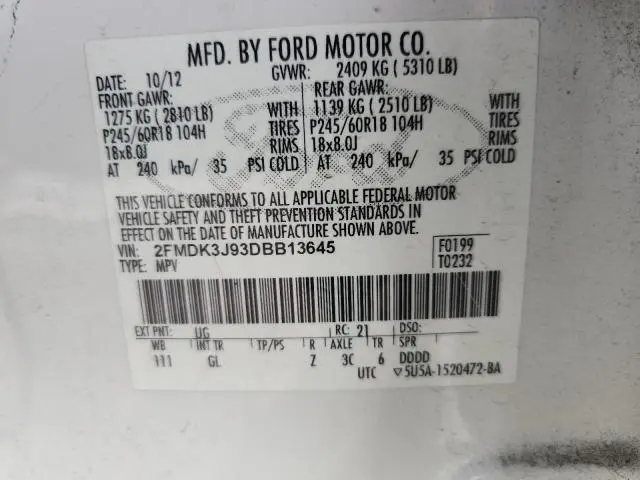 MFD. BY FORD MOTOR CO.
DATE: 10/12 GVWR: 2409 KG ( 5310 LB)
FRONT GAWR: REAR GAWR:
1275 KG ( 2810 LB) WITH 1139 KG ( 2510 LB) WITH
P245/60R18 104H TIRES P245/60R18 104H TIRES
18x8.0J RIMS 18x8.0J RIMS
AT 240 kPa/ 35 PSI COLD AT 240 kPa/ 35 PSI COLD
THIS VEHICLE CONFORMS TO ALL APPLICABLE FEDERAL MOTOR
VEHICLE SAFETY AND THEFT PREVENTION STANDARDS IN
EFFECT ON THE DATE OF MANUFACTURE SHOWN ABOVE.
VIN: 2FMDK3J93DBB13645 F0199
TYPE: MPV T0232
EXT PNT: UG RC: 21 DSO:
WB INT TR TP/PS R AXLE TR SPR
111 GL Z 3C 6 DDDD
UTC ▽5U5A-1520472-BA